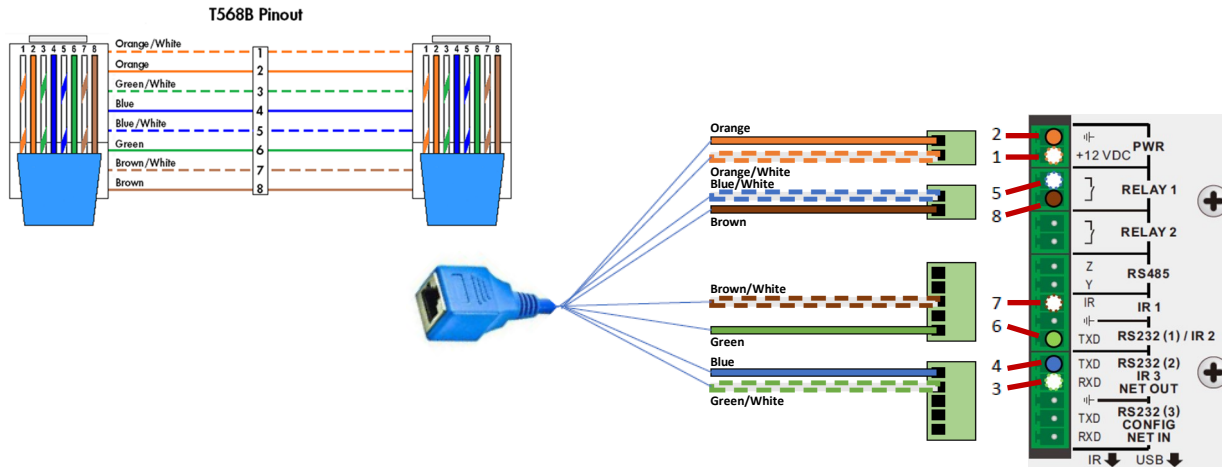 T568B Pinout
1 2 3 4 5 6 7 8
1 2 3 4 5 6 7 8
Orange/White
1
Orange
2
Green/White
3
Blue
4
Blue/White
5
Green
6
Brown/White
7
Brown
8
Orange
Orange/White
Blue/White
Brown
Brown/White
Green
Blue
Green/White
2
1
5
8
7
6
4
3
+12 VDC
PWR
RELAY 1
RELAY 2
Z
Y
RS485
IR
IR 1
TXD
RS232 (1) / IR 2
TXD
RXD
RS232 (2)
IR 3
NET OUT
TXD
RXD
RS232 (3)
CONFIG
NET IN
IR USB